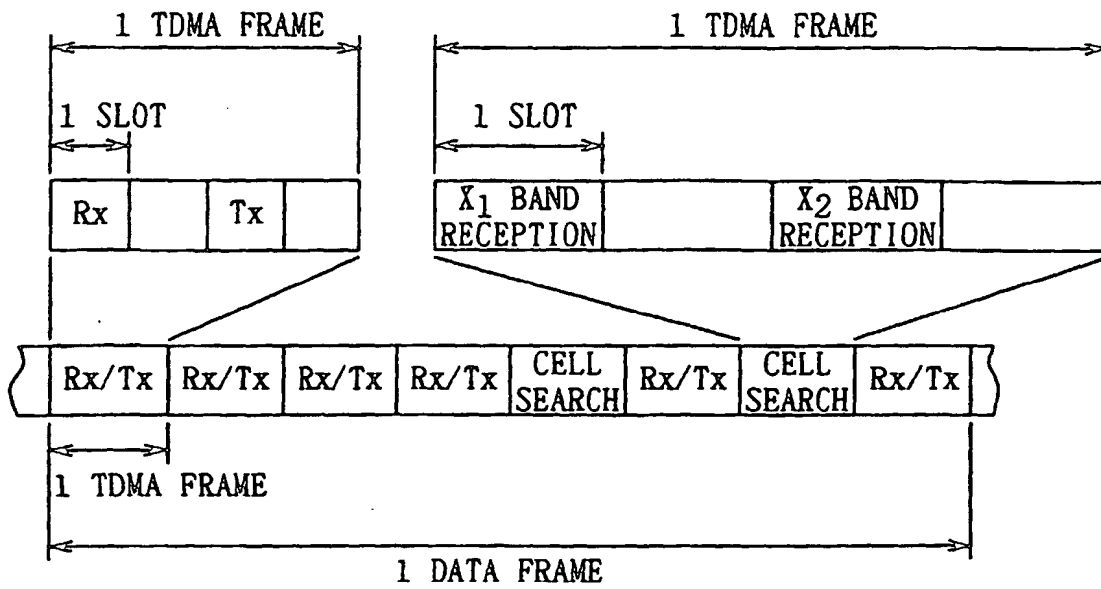 1 TDMA FRAME
1 TDMA FRAME
1 SLOT
1 SLOT
Rx
Tx
X1 BAND
RECEPTION
X2 BAND
RECEPTION
Rx/Tx
Rx/Tx
Rx/Tx
Rx/Tx
CELL
SEARCH
Rx/Tx
CELL
SEARCH
Rx/Tx
1 TDMA FRAME
1 DATA FRAME